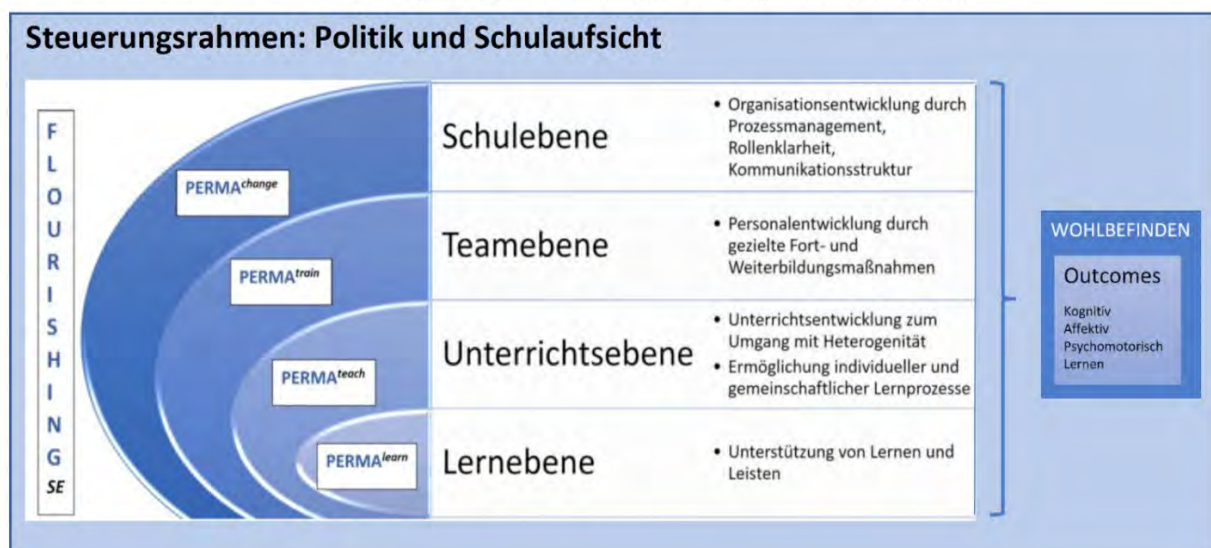 Steuerungsrahmen: Politik und Schulaufsicht
F
L
O
U
R
I
S
H
I
N
G
SE
PERMAchange
PERMAtrain
PERMAteach
PERMAlearn
Schulebene
• Organisationsentwicklung durch
Prozessmanagement,
Rollenklarheit,
Kommunikationsstruktur
Teamebene
• Personalentwicklung durch
gezielte Fort- und
Weiterbildungsmaßnahmen
Unterrichtsebene
• Unterrichtsentwicklung zum
Umgang mit Heterogenität
• Ermöglichung individueller und
gemeinschaftlicher Lernprozesse
Lernebene
• Unterstützung von Lernen und
Leisten
WOHLBEFINDEN
Outcomes
Kognitiv
Affektiv
Psychomotorisch
Lernen